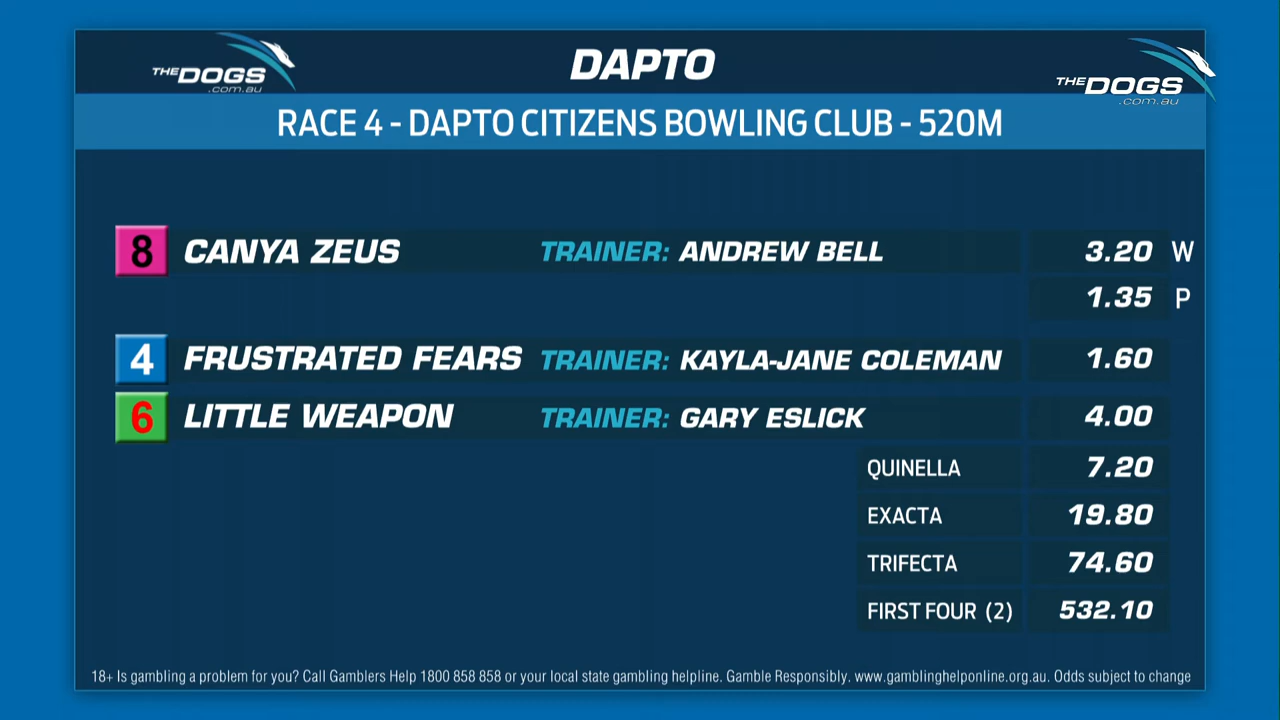 THE DOGS .com.au
DAPTO
THE DOGS .com.au
RACE 4 - DAPTO CITIZENS BOWLING CLUB - 520M
8 CANYA ZEUS TRAINER: ANDREW BELL 3.20 W
1.35 P
4 FRUSTRATED FEARS TRAINER: KAYLA-JANE COLEMAN 1.60
6 LITTLE WEAPON TRAINER: GARY ESLICK 4.00
QUINELLA 7.20
EXACTA 19.80
TRIFECTA 74.60
FIRST FOUR (2) 532.10
18+ Is gambling a problem for you? Call Gamblers Help 1800 858 858 or your local state gambling helpline. Gamble Responsibly. www.gamblinghelponline.org.au. Odds subject to change